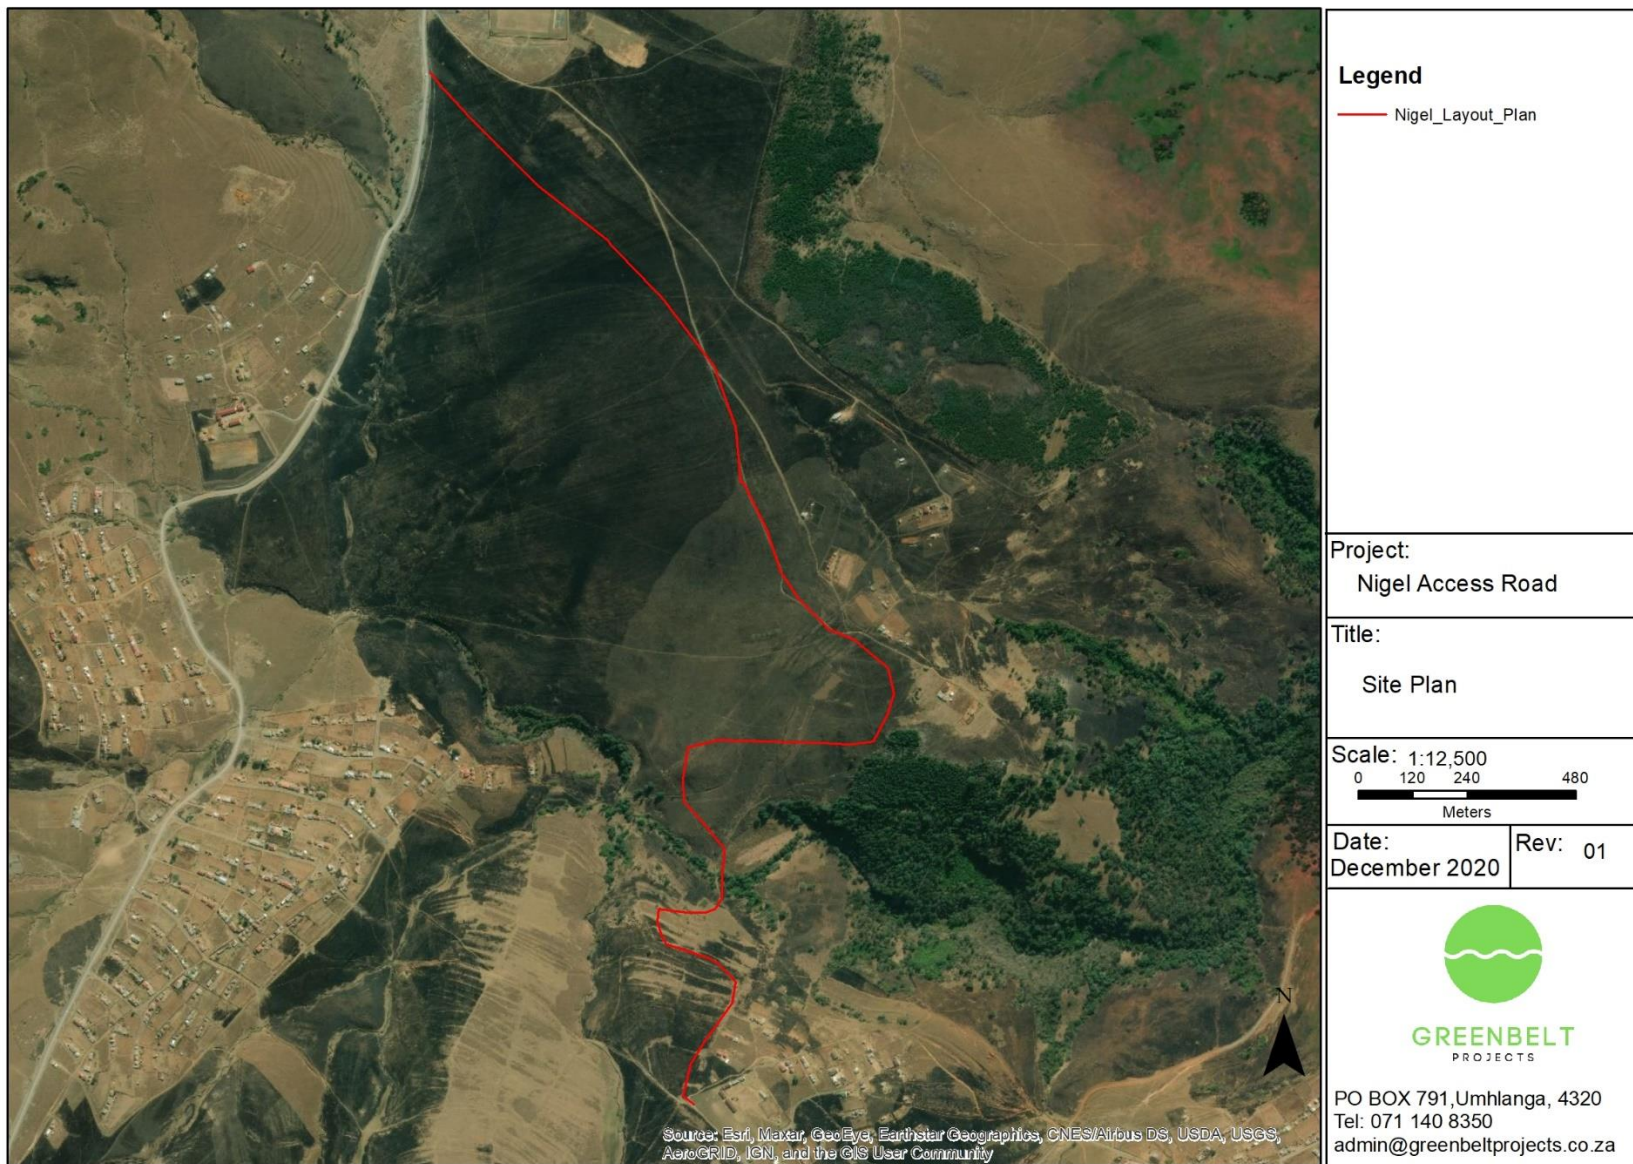 Legend
Nigel_Layout_Plan
Project:
Nigel Access Road
Title:
Site Plan
Scale: 1:12,500
0 120 240 480
Meters
Date:
December 2020
Rev: 01
N
GREENBELT
PROJECTS
PO BOX 791,Umhlanga, 4320
Tel: 071 140 8350
admin@greenbeltprojects.co.za
Source: Esri, Maxar, GeoEye, Earthstar Geographics, CNES/Airbus DS, USDA, USGS,
AeroGRID, IGN, and the GIS User Community